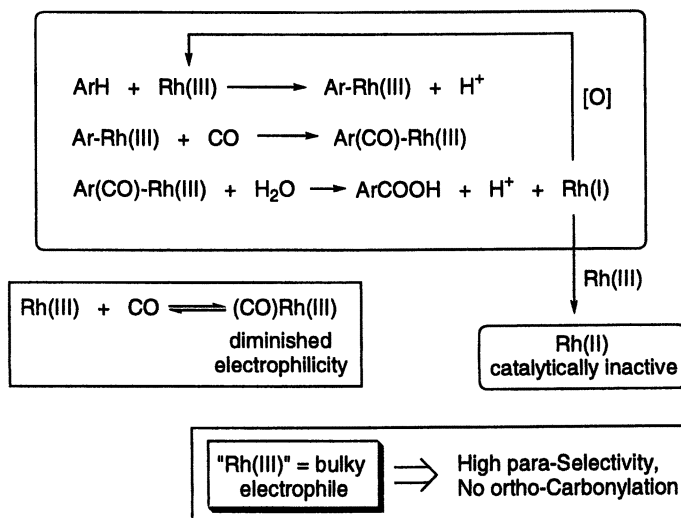 ArH + Rh(III) ⟶ Ar-Rh(III) + H⁺
[O]
Ar-Rh(III) + CO ⟶ Ar(CO)-Rh(III)
Ar(CO)-Rh(III) + H₂O ⟶ ArCOOH + H⁺ + Rh(I)
Rh(III)
Rh(III) + CO ⇌ (CO)Rh(III)
diminished
electrophilicity
Rh(II)
catalytically inactive
"Rh(III)" = bulky
electrophile
⇒
High para-Selectivity,
No ortho-Carbonylation